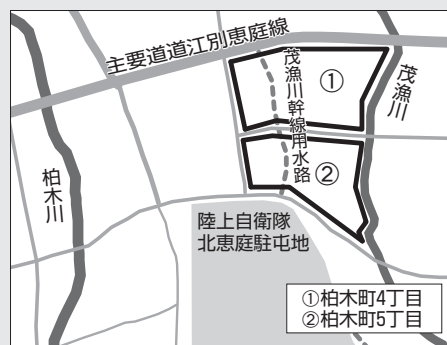 主要道道江別恵庭線
茂漁川幹線用水路
①
茂漁川
柏木川
②
陸上自衛隊
北恵庭駐屯地
①柏木町4丁目
②柏木町5丁目